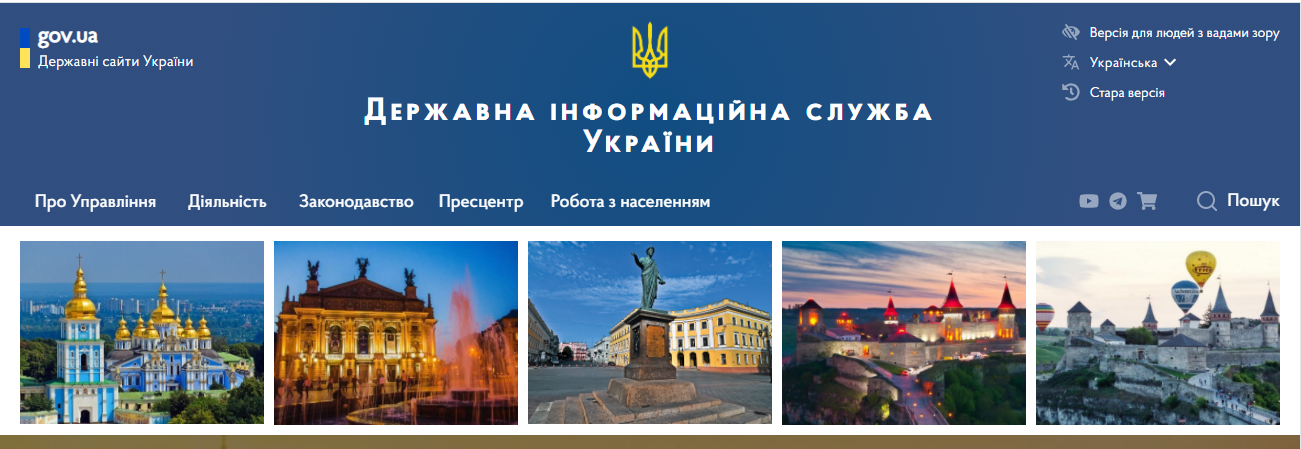 gov.ua
Державні сайти України
Державна інформаційна служба
України
Версія для людей з вадами зору
Українська
Стара версія
Про Управління Діяльність Законодавство Пресцентр Робота з населенням Пошук